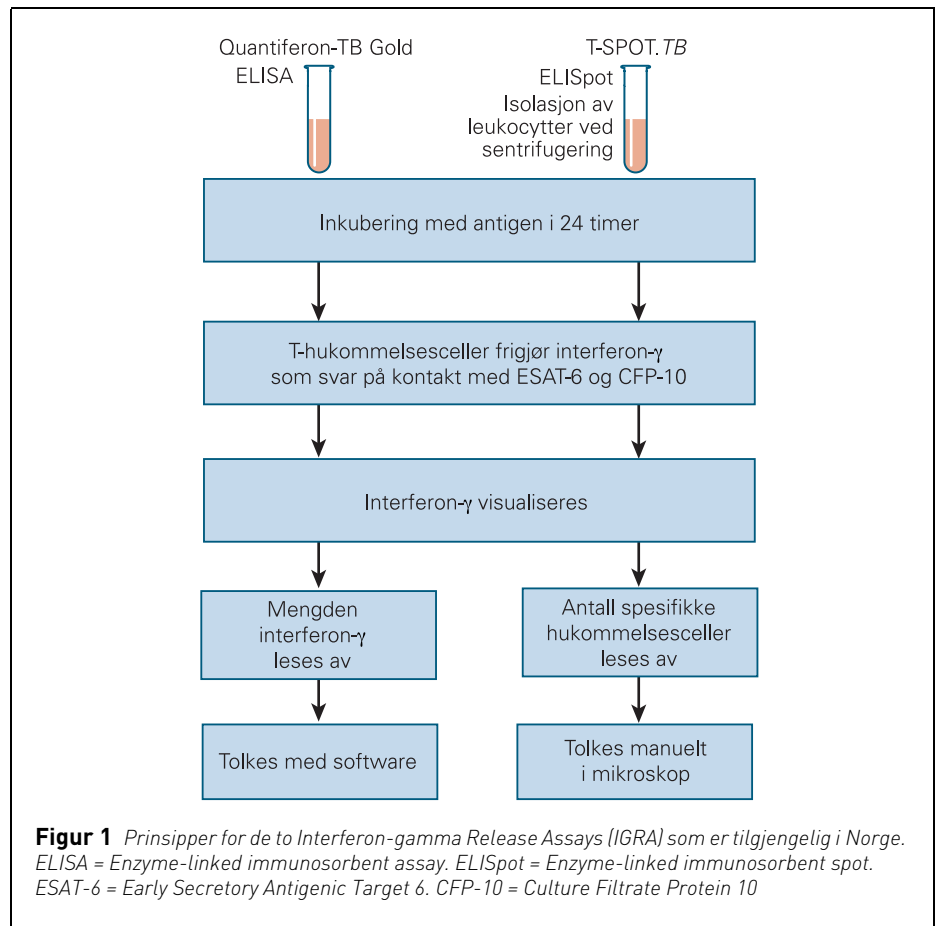 Quantiferon-TB Gold
ELISA
T-SPOT.TB
ELISpot
Isolasjon av
leukocytter ved
sentrifugering
Inkubering med antigen i 24 timer
T-hukommelsesceller frigjør interferon-γ
som svar på kontakt med ESAT-6 og CFP-10
Interferon-γ visualiseres
Mengden
interferon-γ
leses av
Antall spesifikke
hukommelsesceller
leses av
Tolkes med software
Tolkes manuelt
i mikroskop
Figur 1 Prinsipper for de to Interferon-gamma Release Assays (IGRA) som er tilgjengelig i Norge.
ELISA = Enzyme-linked immunosorbent assay. ELISpot = Enzyme-linked immunosorbent spot.
ESAT-6 = Early Secretory Antigenic Target 6. CFP-10 = Culture Filtrate Protein 10